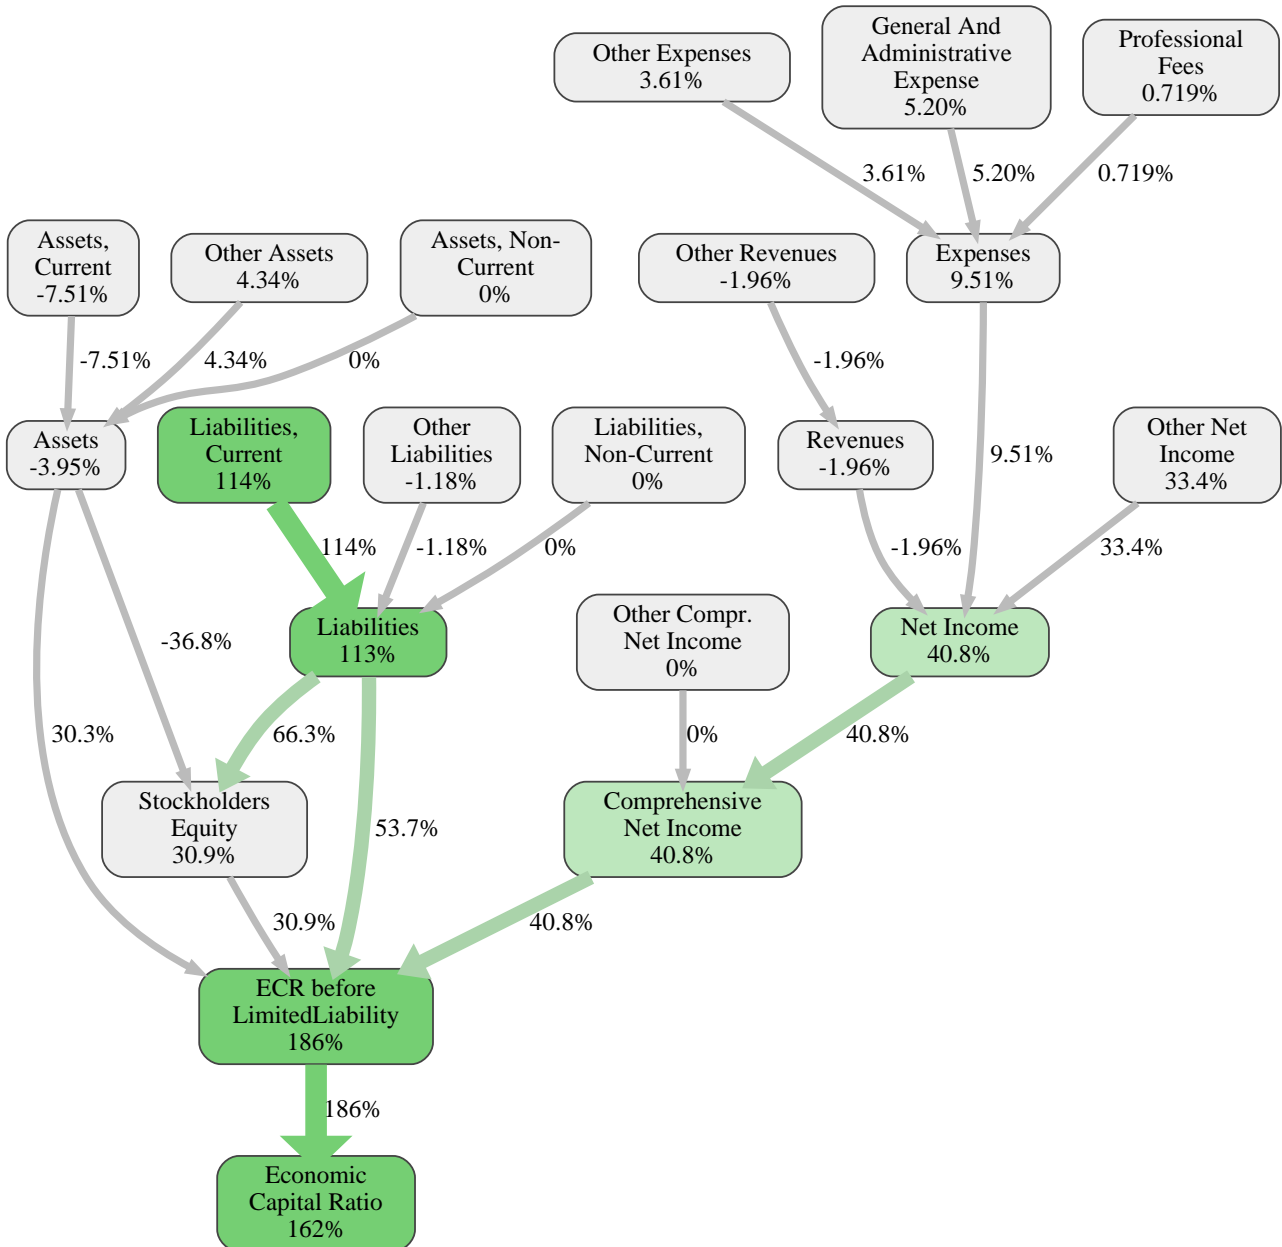 Other Expenses
3.61%
General And
Administrative
Expense
5.20%
Professional
Fees
0.719%
3.61%
5.20%
0.719%
Assets,
Current
-7.51%
Other Assets
4.34%
Assets, Non-
Current
0%
Other Revenues
-1.96%
Expenses
9.51%
-7.51%
4.34%
0%
-1.96%
9.51%
Assets
-3.95%
Liabilities,
Current
114%
Other
Liabilities
-1.18%
Liabilities,
Non-Current
0%
Revenues
-1.96%
Other Net
Income
33.4%
114%
-1.18%
0%
-1.96%
33.4%
-36.8%
Liabilities
113%
Other Compr.
Net Income
0%
Net Income
40.8%
30.3%
66.3%
0%
40.8%
Stockholders
Equity
30.9%
53.7%
Comprehensive
Net Income
40.8%
30.9%
40.8%
ECR before
LimitedLiability
186%
186%
Economic
Capital Ratio
162%